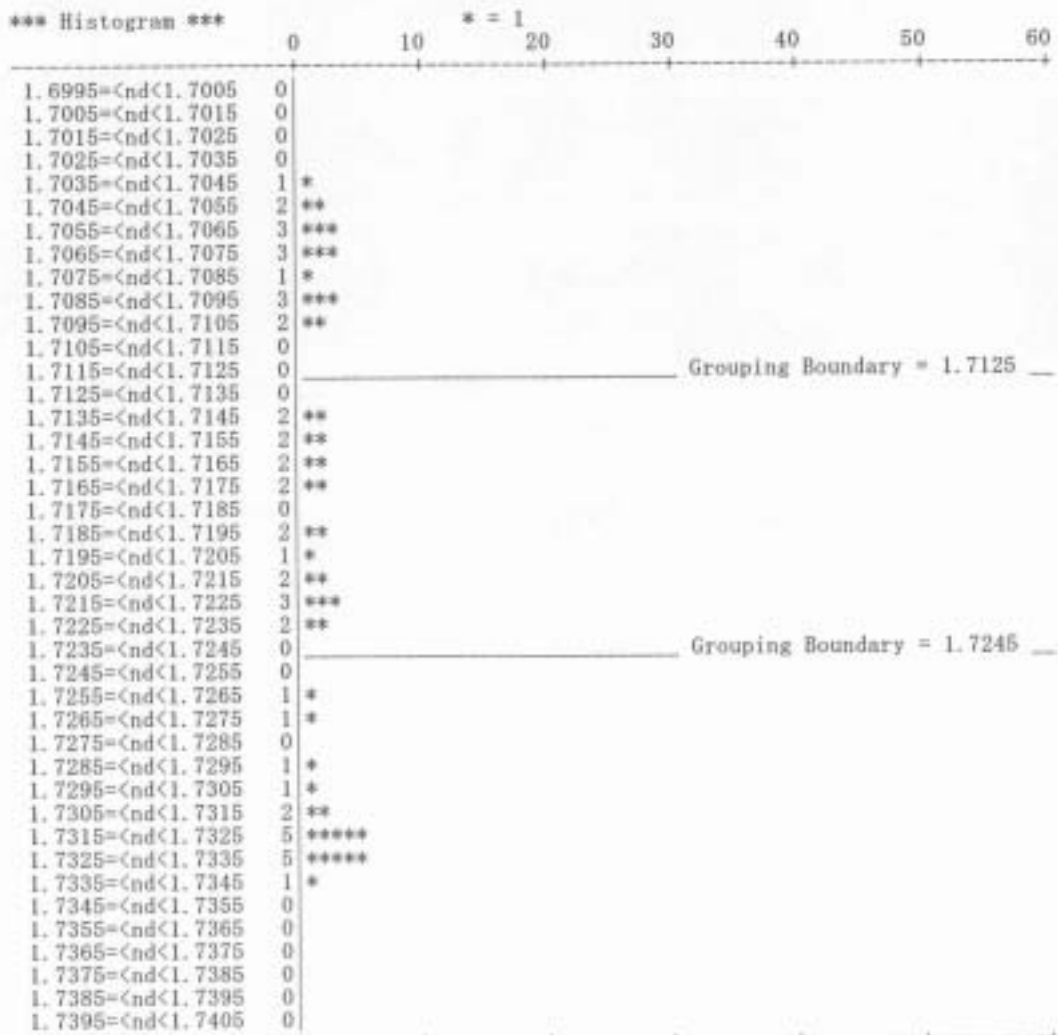 *** Histogram *** * = 1
0 10 20 30 40 50 60
1.6995=<nd<1.7005 0
1.7005=<nd<1.7015 0
1.7015=<nd<1.7025 0
1.7025=<nd<1.7035 0
1.7035=<nd<1.7045 1 *
1.7045=<nd<1.7055 2 **
1.7055=<nd<1.7065 3 ***
1.7065=<nd<1.7075 3 ***
1.7075=<nd<1.7085 1 *
1.7085=<nd<1.7095 3 ***
1.7095=<nd<1.7105 2 **
1.7105=<nd<1.7115 0
1.7115=<nd<1.7125 0 Grouping Boundary = 1.7125
1.7125=<nd<1.7135 0
1.7135=<nd<1.7145 2 **
1.7145=<nd<1.7155 2 **
1.7155=<nd<1.7165 2 **
1.7165=<nd<1.7175 2 **
1.7175=<nd<1.7185 0
1.7185=<nd<1.7195 2 **
1.7195=<nd<1.7205 1 *
1.7205=<nd<1.7215 2 **
1.7215=<nd<1.7225 3 ***
1.7225=<nd<1.7235 2 **
1.7235=<nd<1.7245 0 Grouping Boundary = 1.7245
1.7245=<nd<1.7255 0
1.7255=<nd<1.7265 1 *
1.7265=<nd<1.7275 1 *
1.7275=<nd<1.7285 0
1.7285=<nd<1.7295 1 *
1.7295=<nd<1.7305 1 *
1.7305=<nd<1.7315 2 **
1.7315=<nd<1.7325 5 *****
1.7325=<nd<1.7335 5 *****
1.7335=<nd<1.7345 1 *
1.7345=<nd<1.7355 0
1.7355=<nd<1.7365 0
1.7365=<nd<1.7375 0
1.7375=<nd<1.7385 0
1.7385=<nd<1.7395 0
1.7395=<nd<1.7405 0